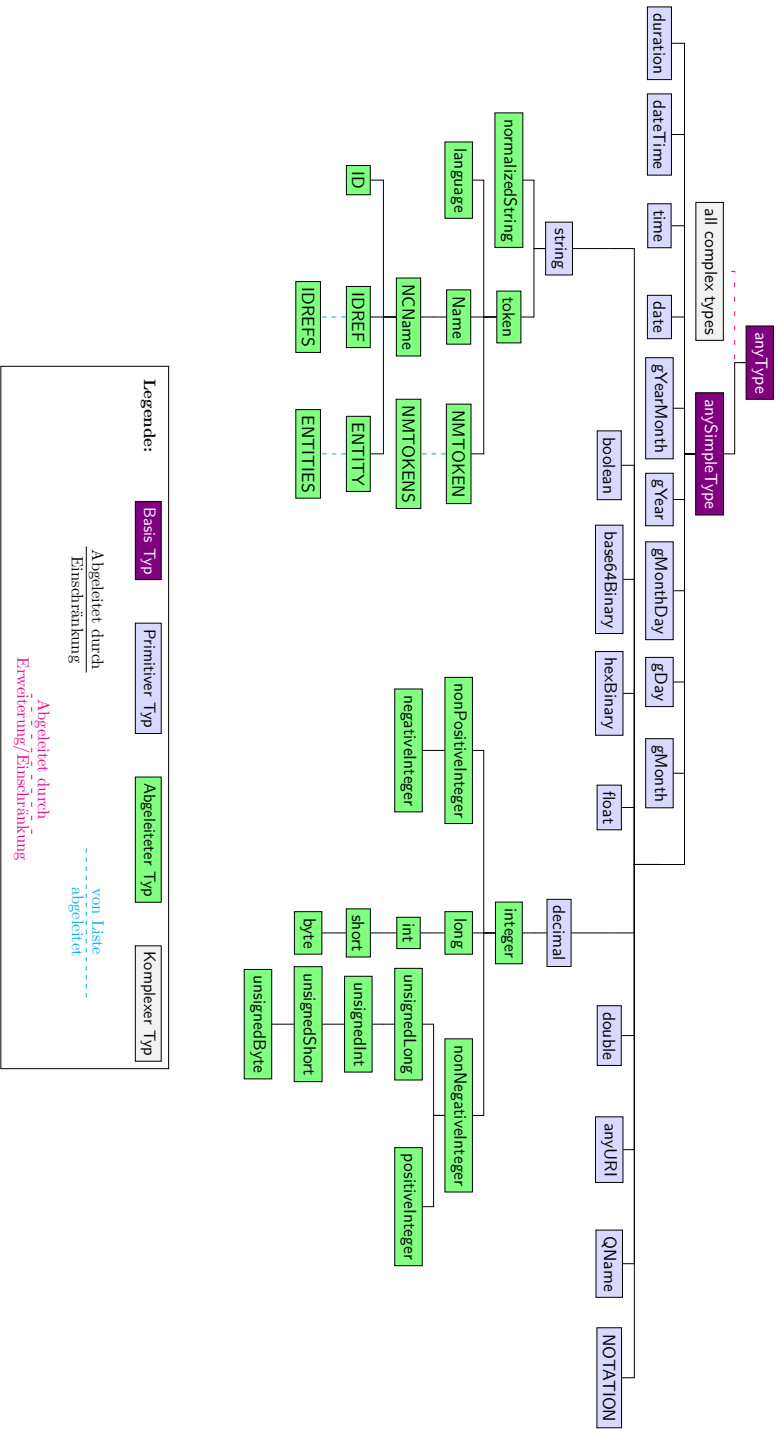 anyType
all complex types
anySimpleType
duration
dateTime
time
date
gYearMonth
gYear
gMonthDay
gDay
gMonth
boolean
base64Binary
hexBinary
float
double
anyURI
QName
NOTATION
string
decimal
normalizedString
token
integer
language
Name
NMTOKEN
nonPositiveInteger
long
nonNegativeInteger
NCName
NMTOKENS
negativeInteger
int
unsignedLong
positiveInteger
ID
IDREF
ENTITY
short
unsignedInt
IDREFS
ENTITIES
byte
unsignedShort
unsignedByte
Legende:
Basis Typ
Primitiver Typ
Abgeleiteter Typ
Komplexer Typ
Abgeleitet durch
Einschränkung
von Liste
abgeleitet
Abgeleitet durch
Erweiterung/Einschränkung